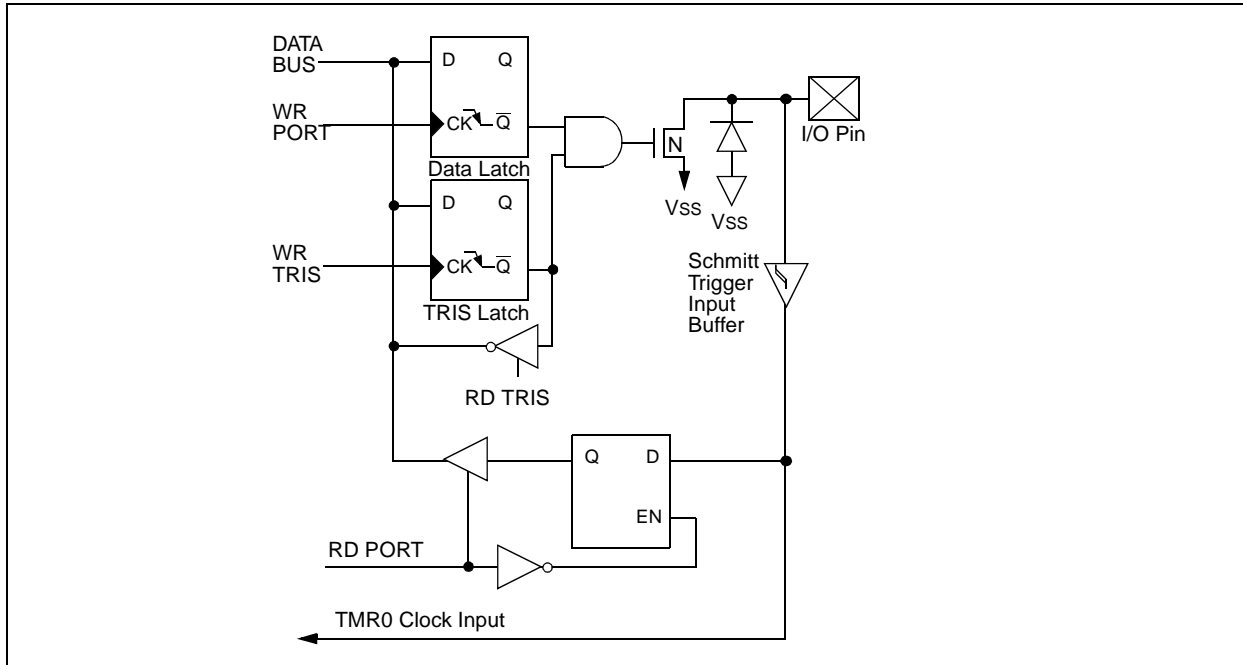 DATA
BUS
D
Q
WR
PORT
CK
Q̅
Data Latch
N
I/O Pin
VSS
VSS
D
Q
WR
TRIS
CK
Q̅
TRIS Latch
Schmitt
Trigger
Input
Buffer
RD TRIS
Q
D
EN
RD PORT
TMR0 Clock Input